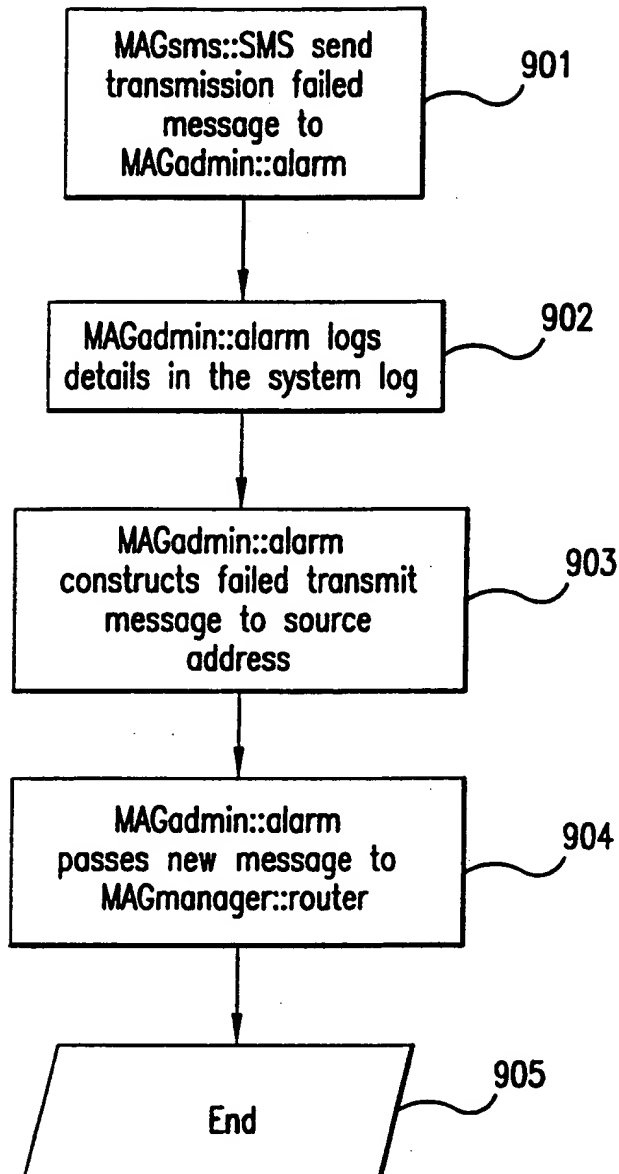 MAGsms::SMS send
transmission failed
message to
MAGadmin::alarm
901
MAGadmin::alarm logs
details in the system log
902
MAGadmin::alarm
constructs failed transmit
message to source
address
903
MAGadmin::alarm
passes new message to
MAGmanager::router
904
End
905